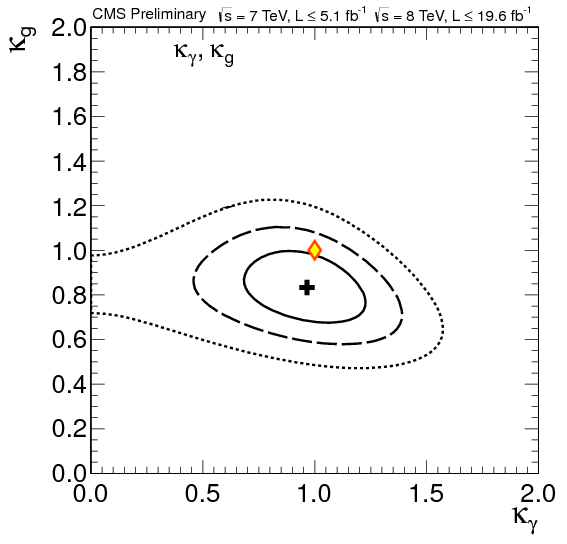 CMS Preliminary √s = 7 TeV, L ≤ 5.1 fb⁻¹ √s = 8 TeV, L ≤ 19.6 fb⁻¹
κg
κγ, κg
2.0
1.8
1.6
1.4
1.2
1.0
0.8
0.6
0.4
0.2
0.0
0.0 0.5 1.0 1.5 2.0
κγ